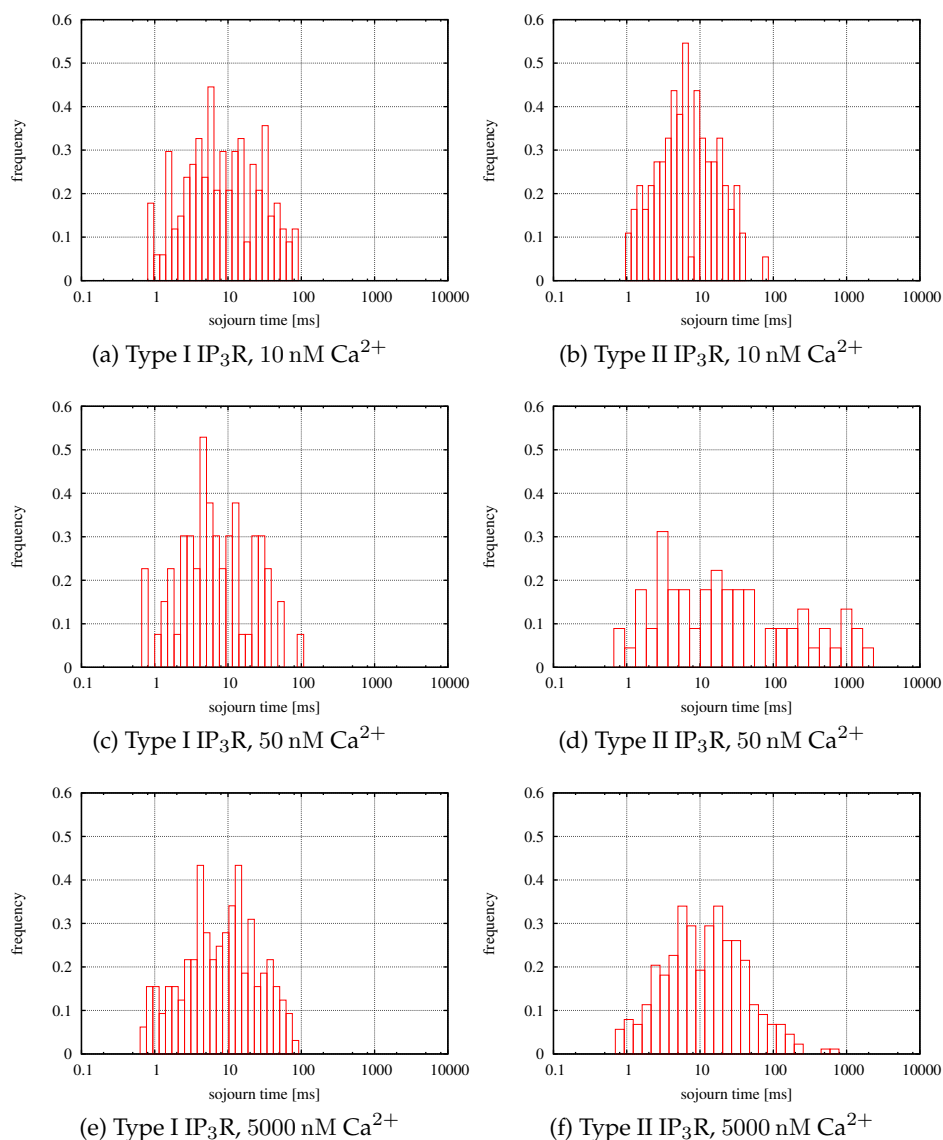 0.6
0.5
0.4
0.3
0.2
0.1
0
frequency
0.1 1 10 100 1000 10000
sojourn time [ms]
(a) Type I IP₃R, 10 nM Ca²⁺
0.6
0.5
0.4
0.3
0.2
0.1
0
frequency
0.1 1 10 100 1000 10000
sojourn time [ms]
(b) Type II IP₃R, 10 nM Ca²⁺
0.6
0.5
0.4
0.3
0.2
0.1
0
frequency
0.1 1 10 100 1000 10000
sojourn time [ms]
(c) Type I IP₃R, 50 nM Ca²⁺
0.6
0.5
0.4
0.3
0.2
0.1
0
frequency
0.1 1 10 100 1000 10000
sojourn time [ms]
(d) Type II IP₃R, 50 nM Ca²⁺
0.6
0.5
0.4
0.3
0.2
0.1
0
frequency
0.1 1 10 100 1000 10000
sojourn time [ms]
(e) Type I IP₃R, 5000 nM Ca²⁺
0.6
0.5
0.4
0.3
0.2
0.1
0
frequency
0.1 1 10 100 1000 10000
sojourn time [ms]
(f) Type II IP₃R, 5000 nM Ca²⁺